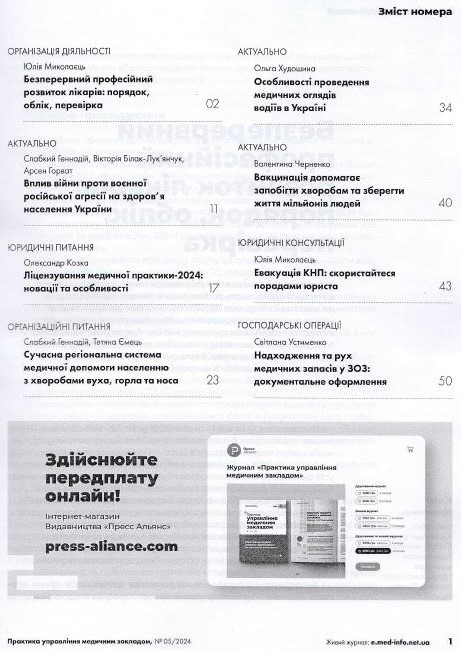 Зміст номера
ОРГАНІЗАЦІЯ ДІЯЛЬНОСТІ
Юлія Миколаєць
Безперервний професійний
розвиток лікарів: порядок,
облік, перевірка 02
АКТУАЛЬНО
Слабкий Геннадій, Вікторія Білак-Лук'янчук,
Арсен Горват
Вплив війни проти воєнної
російської агресії на здоров'я
населення України 11
ЮРИДИЧНІ ПИТАННЯ
Олександр Козка
Ліцензування медичної практики-2024:
новації та особливості 17
ОРГАНІЗАЦІЙНІ ПИТАННЯ
Слабкий Геннадій, Тетяна Ємець
Сучасна регіональна система
медичної допомоги населенню
з хворобами вуха, горла та носа 23
АКТУАЛЬНО
Ольга Худошина
Особливості проведення
медичних оглядів
водіїв в Україні 34
АКТУАЛЬНО
Валентина Черненко
Вакцинація допомагає
запобігти хворобам та зберегти
життя мільйонів людей 40
ЮРИДИЧНІ КОНСУЛЬТАЦІЇ
Юлія Миколаєць
Евакуація КНП: скористайтеся
порадами юриста 43
ГОСПОДАРСЬКІ ОПЕРАЦІЇ
Світлана Устименко
Надходження та рух
медичних запасів у ЗОЗ:
документальне оформлення 50
Здійснюйте
передплату
онлайн!
Інтернет-магазин
Видавництва «Пресс Альянс»
press-aliance.com
Журнал «Практика управління
медичним закладом»
управління
медичним
закладом
Практика управління медичним закладом, № 05/2024
Живий журнал: e.med-info.net.ua 1